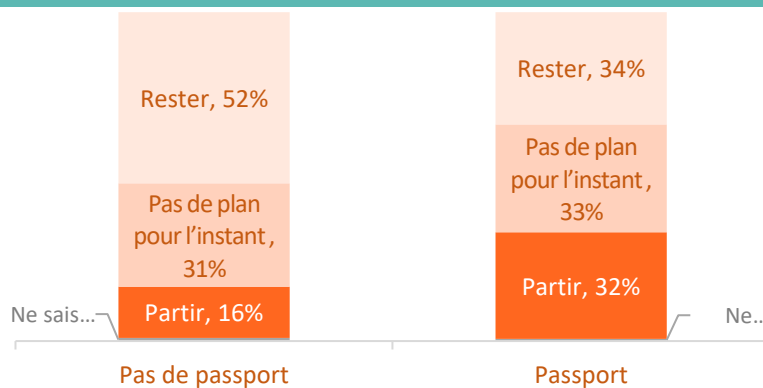 Rester, 52%
Pas de plan
pour l'instant ,
31%
Partir, 16%
Ne sais...
Pas de passport
Rester, 34%
Pas de plan
pour l'instant ,
33%
Partir, 32%
Ne...
Passport